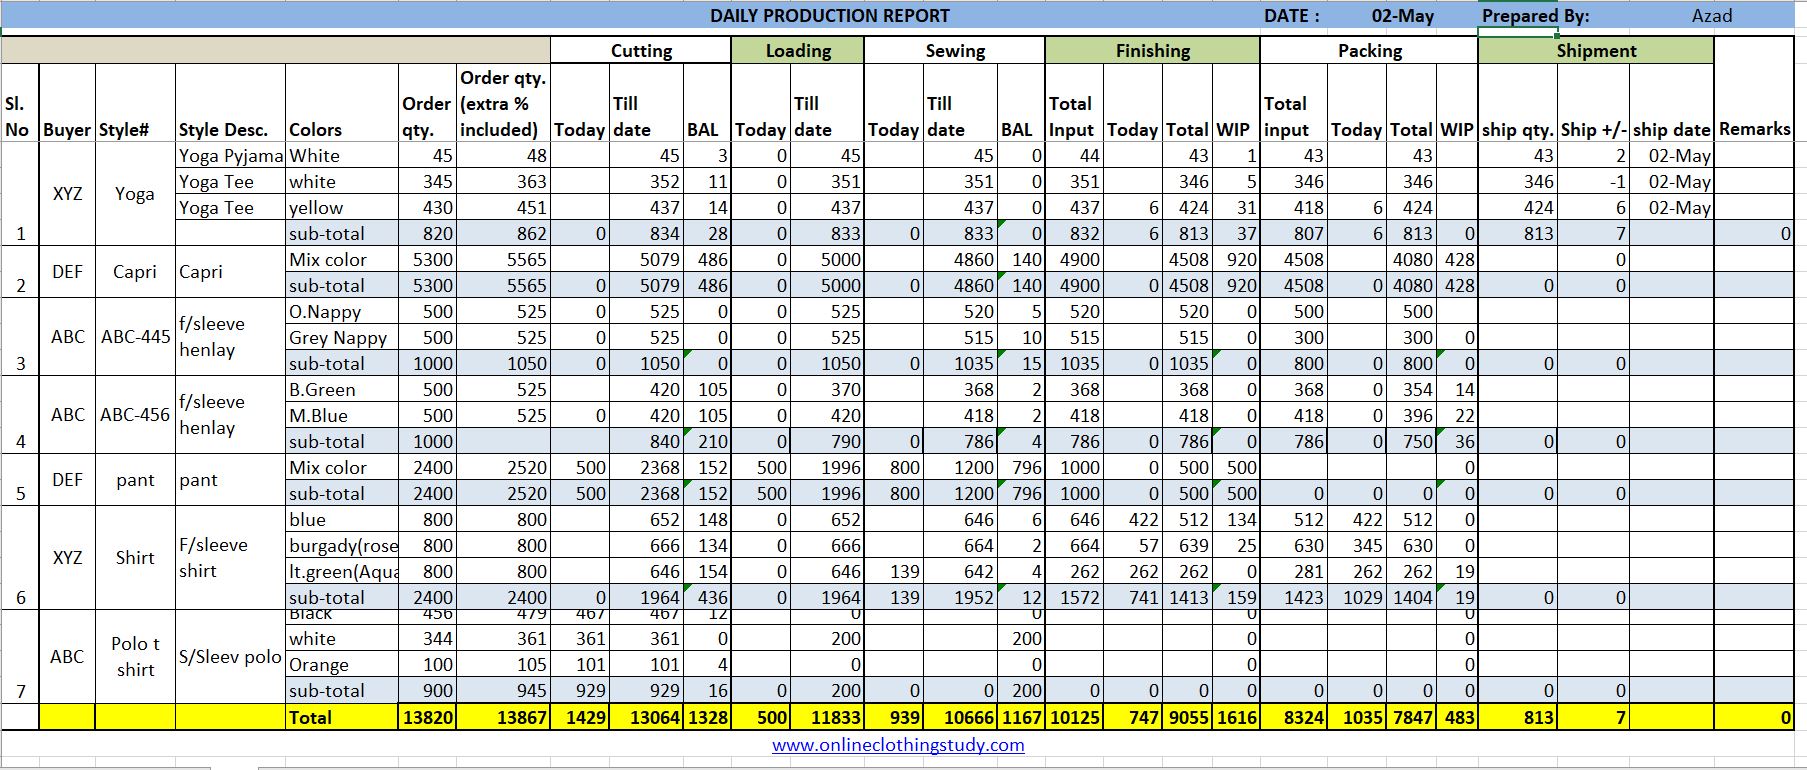 DAILY PRODUCTION REPORT DATE : 02-May Prepared By: Azad
Cutting Loading Sewing Finishing Packing Shipment
Sl. No Buyer Style# Style Desc. Colors Order qty. Order qty. (extra % included) Today Till date BAL Today Till date Today Till date BAL Total Input Today Total WIP Total input Today Total WIP ship qty. Ship +/- ship date Remarks
Yoga Pyjama White 45 48 45 3 0 45 45 0 44 43 1 43 43 43 2 02-May
XYZ Yoga Yoga Tee white 345 363 352 11 0 351 351 0 351 346 5 346 346 346 -1 02-May
Yoga Tee yellow 430 451 437 14 0 437 437 0 437 6 424 31 418 6 424 424 6 02-May
1 sub-total 820 862 0 834 28 0 833 0 833 0 832 6 813 37 807 6 813 0 813 7 0
DEF Capri Capri Mix color 5300 5565 5079 486 0 5000 4860 140 4900 4508 920 4508 4080 428 0
2 sub-total 5300 5565 0 5079 486 0 5000 0 4860 140 4900 0 4508 920 4508 0 4080 428 0 0
ABC ABC-445 f/sleeve henlay O.Nappy 500 525 0 525 0 0 525 520 5 520 520 0 500 500
Grey Nappy 500 525 0 525 0 0 525 515 10 515 515 0 300 300 0
3 sub-total 1000 1050 0 1050 0 0 1050 0 1035 15 1035 0 1035 0 800 0 800 0 0 0
ABC ABC-456 f/sleeve henlay B.Green 500 525 420 105 0 370 368 2 368 368 0 368 0 354 14
M.Blue 500 525 0 420 105 0 420 418 2 418 418 0 418 0 396 22
4 sub-total 1000 840 210 0 790 0 786 4 786 0 786 0 786 0 750 36 0 0
DEF pant pant Mix color 2400 2520 500 2368 152 500 1996 800 1200 796 1000 0 500 500 0
5 sub-total 2400 2520 500 2368 152 500 1996 800 1200 796 1000 0 500 500 0 0 0 0 0 0
blue 800 800 652 148 0 652 646 6 646 422 512 134 512 422 512 0
XYZ Shirt F/sleeve shirt burgady(rose 800 800 666 134 0 666 664 2 664 57 639 25 630 345 630 0
lt.green(Aqua 800 800 646 154 0 646 139 642 4 262 262 262 0 281 262 262 19
6 sub-total 2400 2400 0 1964 436 0 1964 139 1952 12 1572 741 1413 159 1423 1029 1404 19 0 0
Black 456 479 467 467 12 0 0 0 0
ABC Polo t shirt S/Sleev polo white 344 361 361 361 0 200 200 0 0
Orange 100 105 101 101 4 0 0 0 0
7 sub-total 900 945 929 929 16 0 200 0 0 200 0 0 0 0 0 0 0 0 0 0
Total 13820 13867 1429 13064 1328 500 11833 939 10666 1167 10125 747 9055 1616 8324 1035 7847 483 813 7 0
www.onlineclothingstudy.com